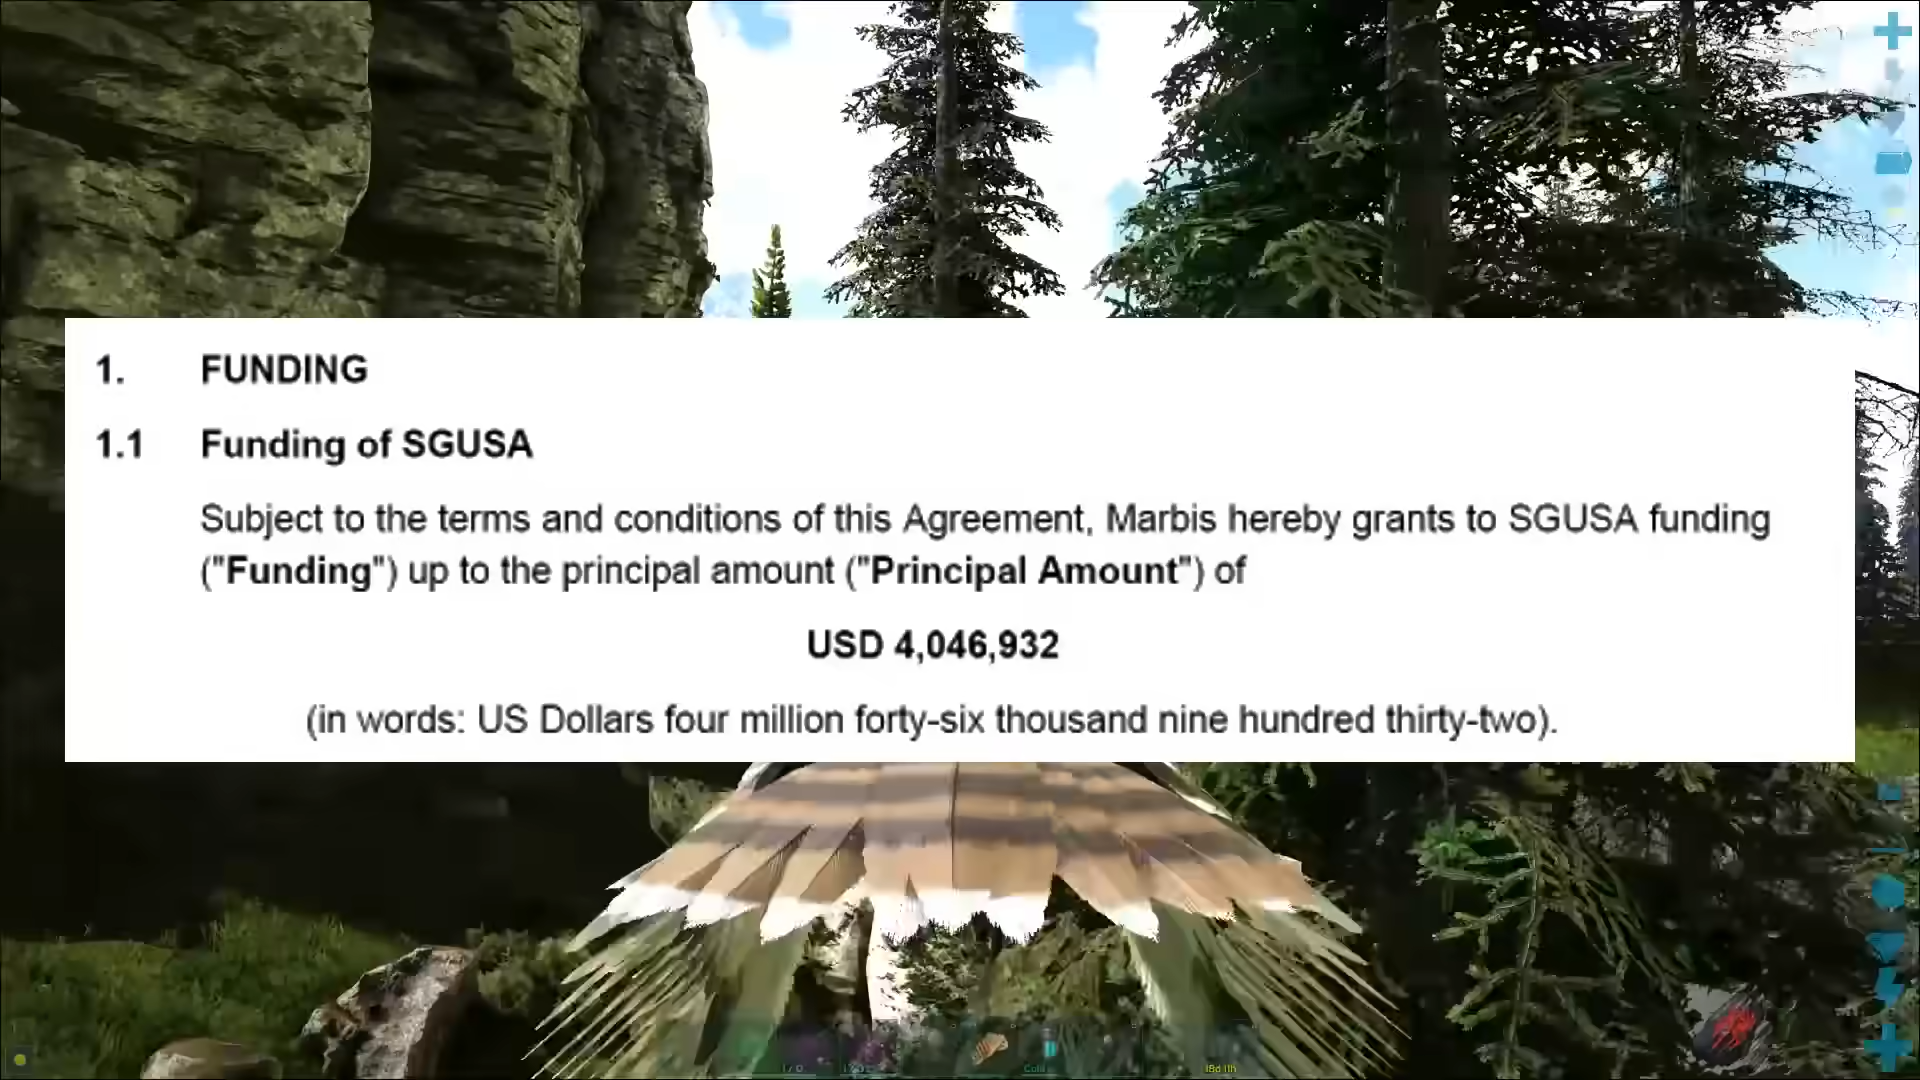 1. FUNDING
1.1 Funding of SGUSA
Subject to the terms and conditions of this Agreement, Marbis hereby grants to SGUSA funding
("Funding") up to the principal amount ("Principal Amount") of
USD 4,046,932
(in words: US Dollars four million forty-six thousand nine hundred thirty-two).